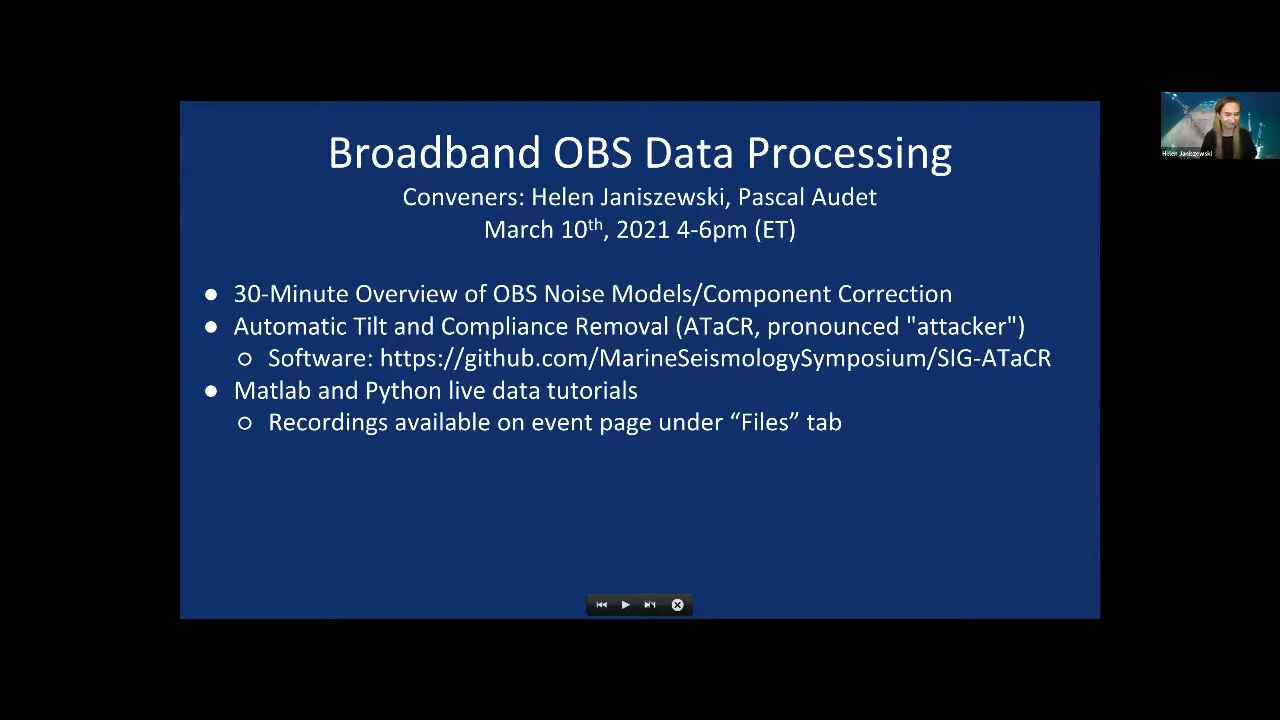 Broadband OBS Data Processing
Conveners: Helen Janiszewski, Pascal Audet
March 10th, 2021 4-6pm (ET)
● 30-Minute Overview of OBS Noise Models/Component Correction
● Automatic Tilt and Compliance Removal (ATaCR, pronounced "attacker")
○ Software: https://github.com/MarineSeismologySymposium/SIG-ATaCR
● Matlab and Python live data tutorials
○ Recordings available on event page under “Files” tab
Helen Janiszewski